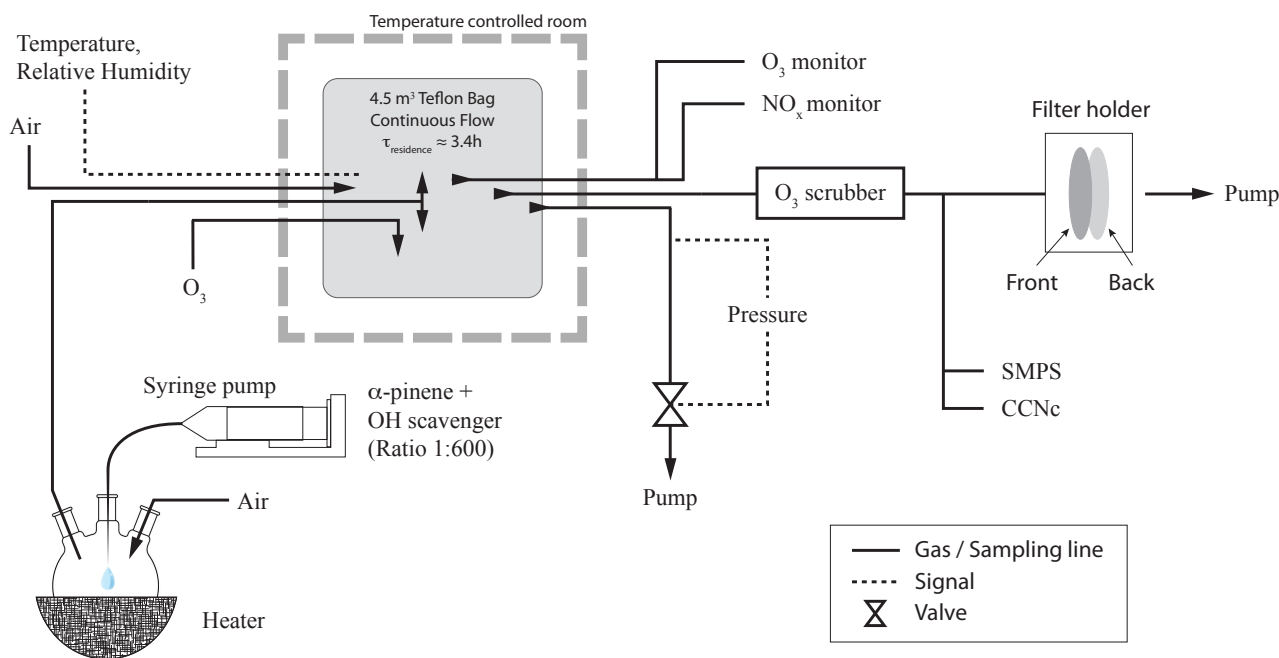 Temperature controlled room
Temperature,
Relative Humidity
Air
O₃
4.5 m³ Teflon Bag
Continuous Flow
τresidence ≈ 3.4h
O₃ monitor
NOₓ monitor
Filter holder
O₃ scrubber
Pump
Front
Back
Pressure
SMPS
CCNc
Pump
Syringe pump
α-pinene +
OH scavenger
(Ratio 1:600)
Air
Heater
Gas / Sampling line
Signal
Valve